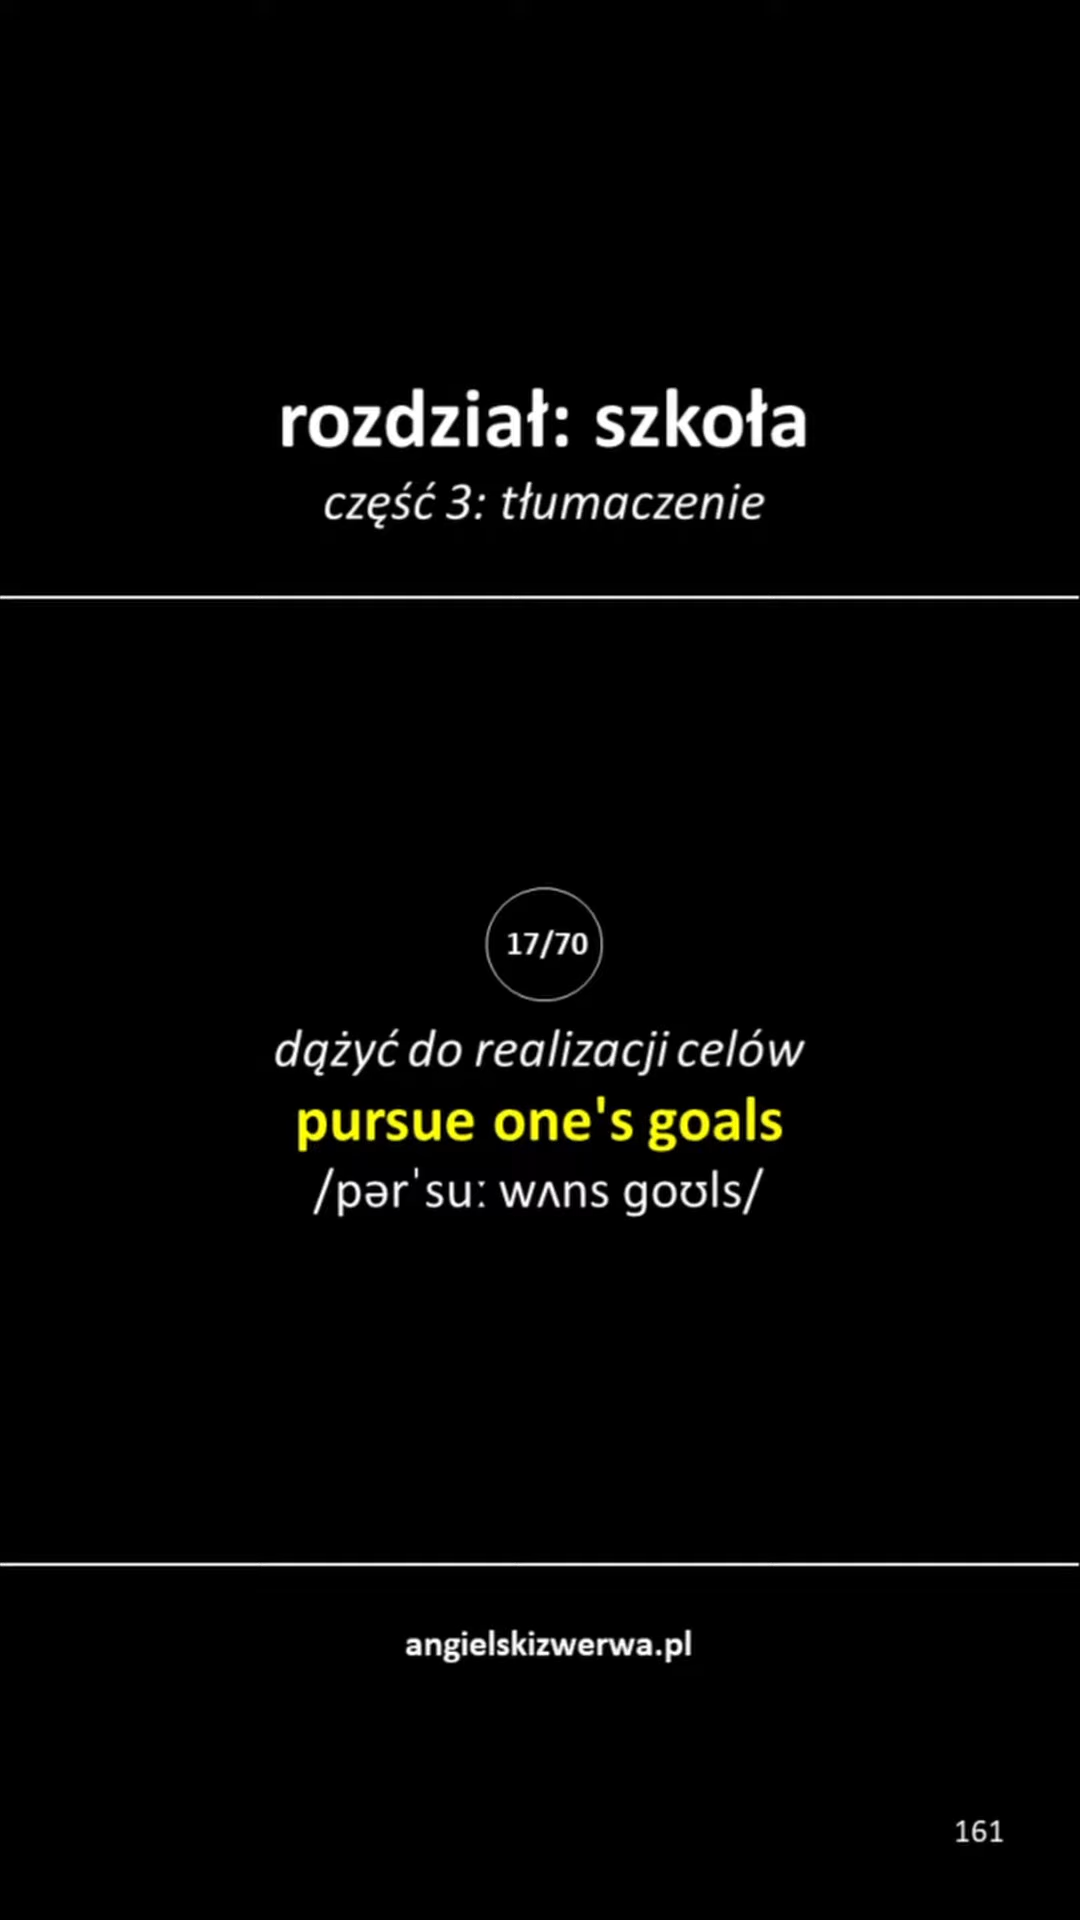 rozdział: szkoła
część 3: tłumaczenie
17/70
dążyć do realizacji celów
pursue one's goals
/pərˈsuː wʌns goʊls/
angielskizwerwa.pl
161